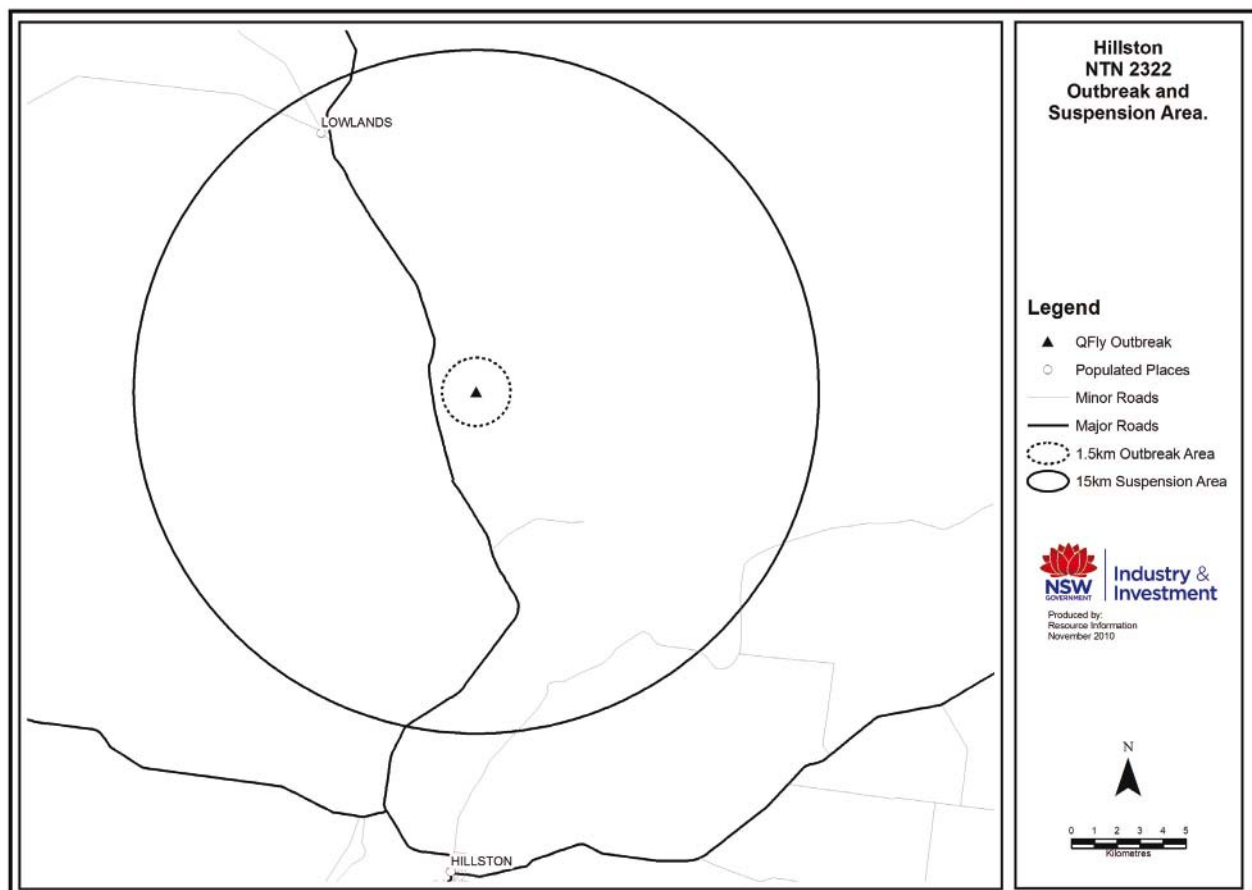 LOWLANDS
HILLSTON
Hillston
NTN 2322
Outbreak and
Suspension Area.
Legend
QFly Outbreak
Populated Places
Minor Roads
Major Roads
1.5km Outbreak Area
15km Suspension Area
NSW
GOVERNMENT
Industry &
Investment
Produced by:
Resource Information
November 2010
N
0 1 2 3 4 5
Kilometres